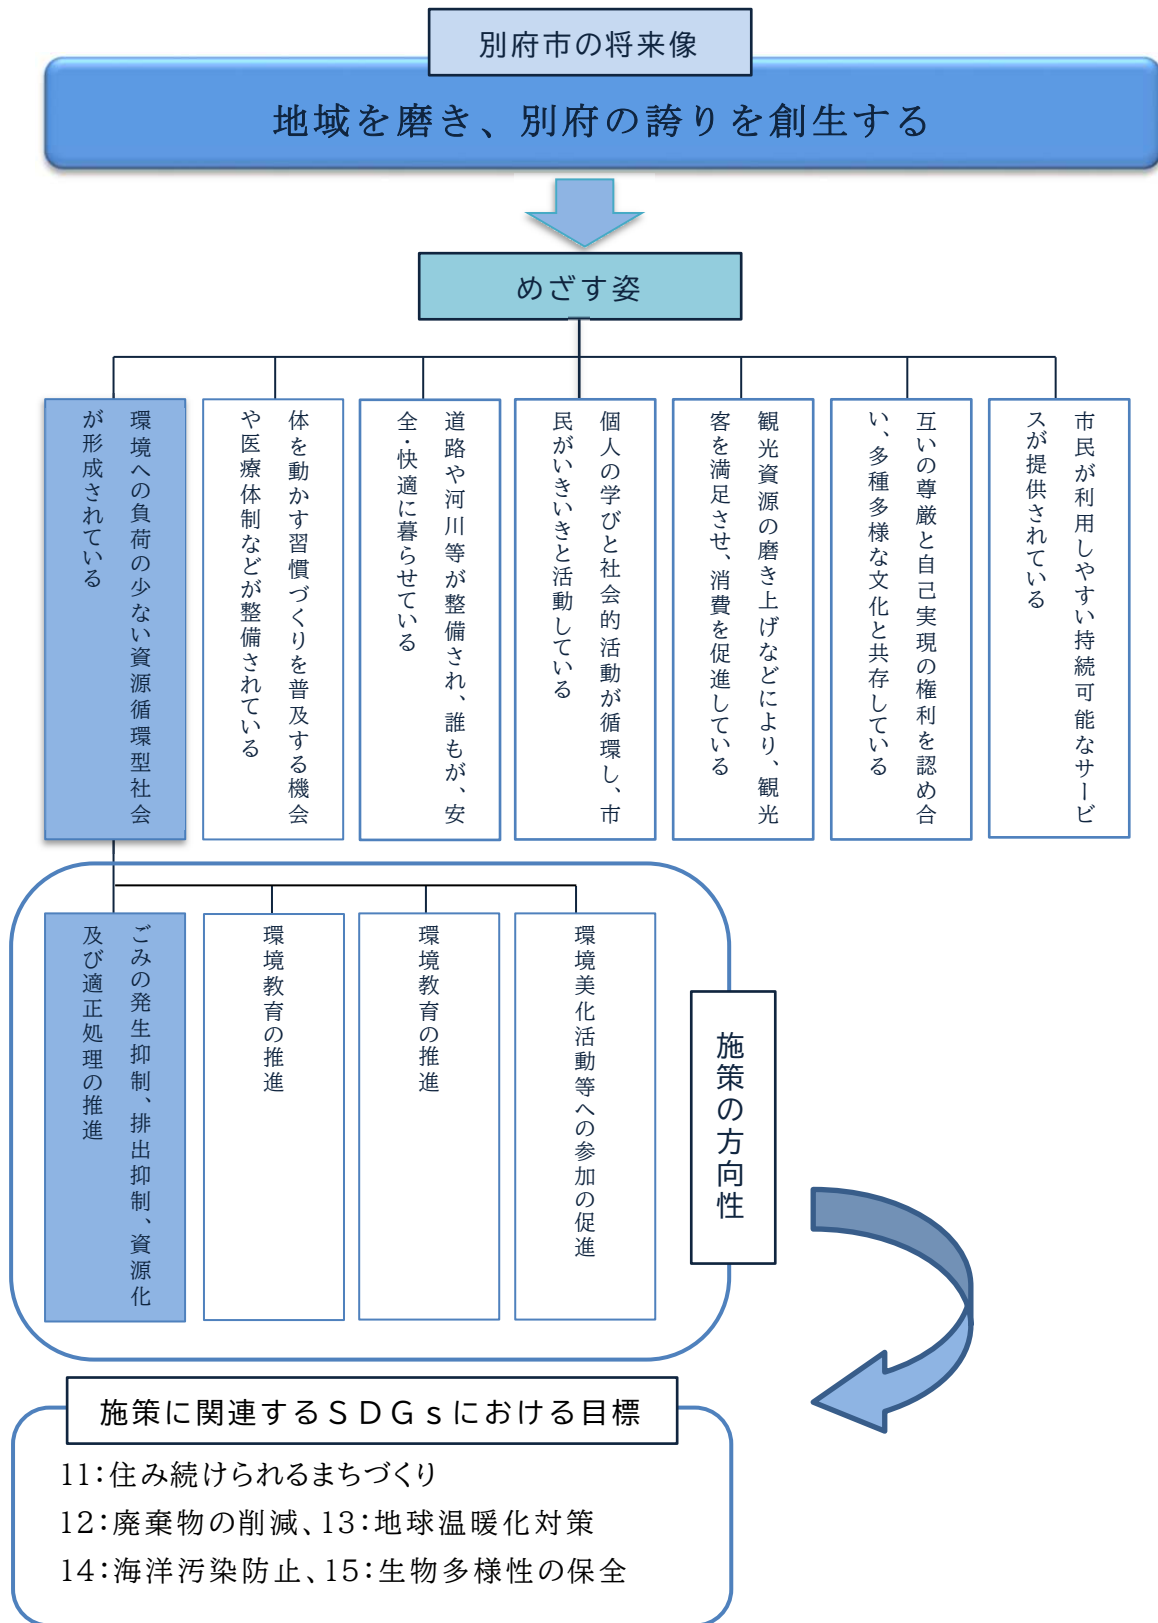 別府市の将来像
地域を磨き、別府の誇りを創生する
めざす姿
環境への負荷の少ない資源循環型社会
が形成されている
体を動かす習慣づくりを普及する機会
や医療体制などが整備されている
道路や河川等が整備され、誰もが、安
全・快適に暮らせている
個人の学びと社会的活動が循環し、市
民がいきいきと活動している
観光資源の磨き上げなどにより、観光
客を満足させ、消費を促進している
互いの尊厳と自己実現の権利を認め合
い、多種多様な文化と共存している
市民が利用しやすい持続可能なサービ
スが提供されている
ごみの発生抑制、排出抑制、資源化
及び適正処理の推進
環境教育の推進
環境教育の推進
環境美化活動等への参加の促進
施策の方向性
施策に関連するＳＤＧｓにおける目標
11：住み続けられるまちづくり
12：廃棄物の削減、13：地球温暖化対策
14：海洋汚染防止、15：生物多様性の保全